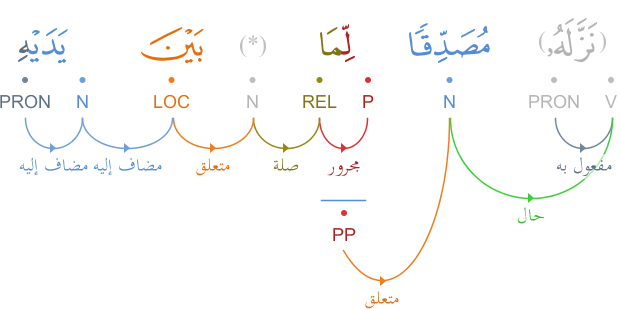 (نَزَّلَهُۥ) مُصَدِّقًا لِّمَا (*) بَيْنَ يَدَيْهِ
V PRON N P REL N LOC N PRON
مفعول به حال مجرور صلة متعلق مضاف إليه مضاف إليه
PP
متعلق